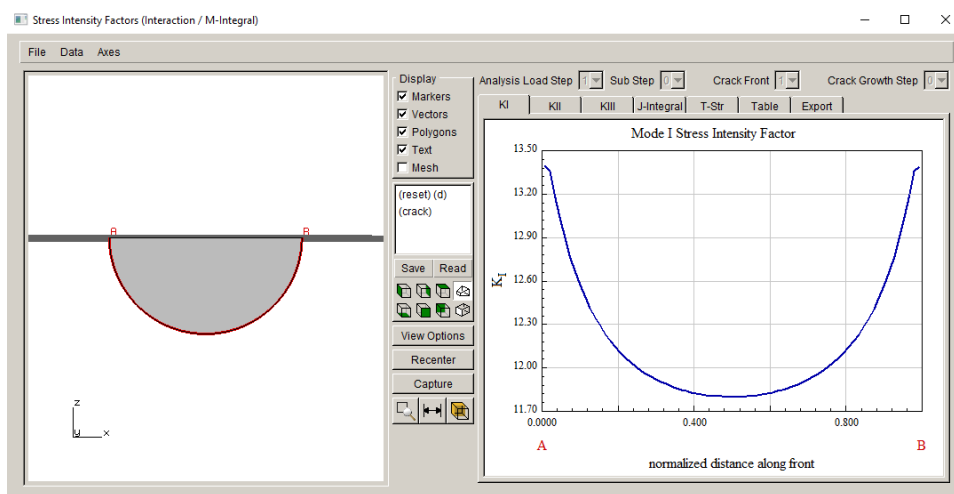 Stress Intensity Factors (Interaction / M-Integral)
File Data Axes
Display
Markers
Vectors
Polygons
Text
Mesh
(reset) (d)
(crack)
Save Read
View Options
Recenter
Capture
A B
z
y x
Analysis Load Step 1 Sub Step 0 Crack Front 1 Crack Growth Step 0
KI KII KIII J-Integral T-Str Table Export
Mode I Stress Intensity Factor
13.50
13.20
12.90
12.60
12.30
12.00
11.70
KI
0.0000 0.400 0.800
A B
normalized distance along front